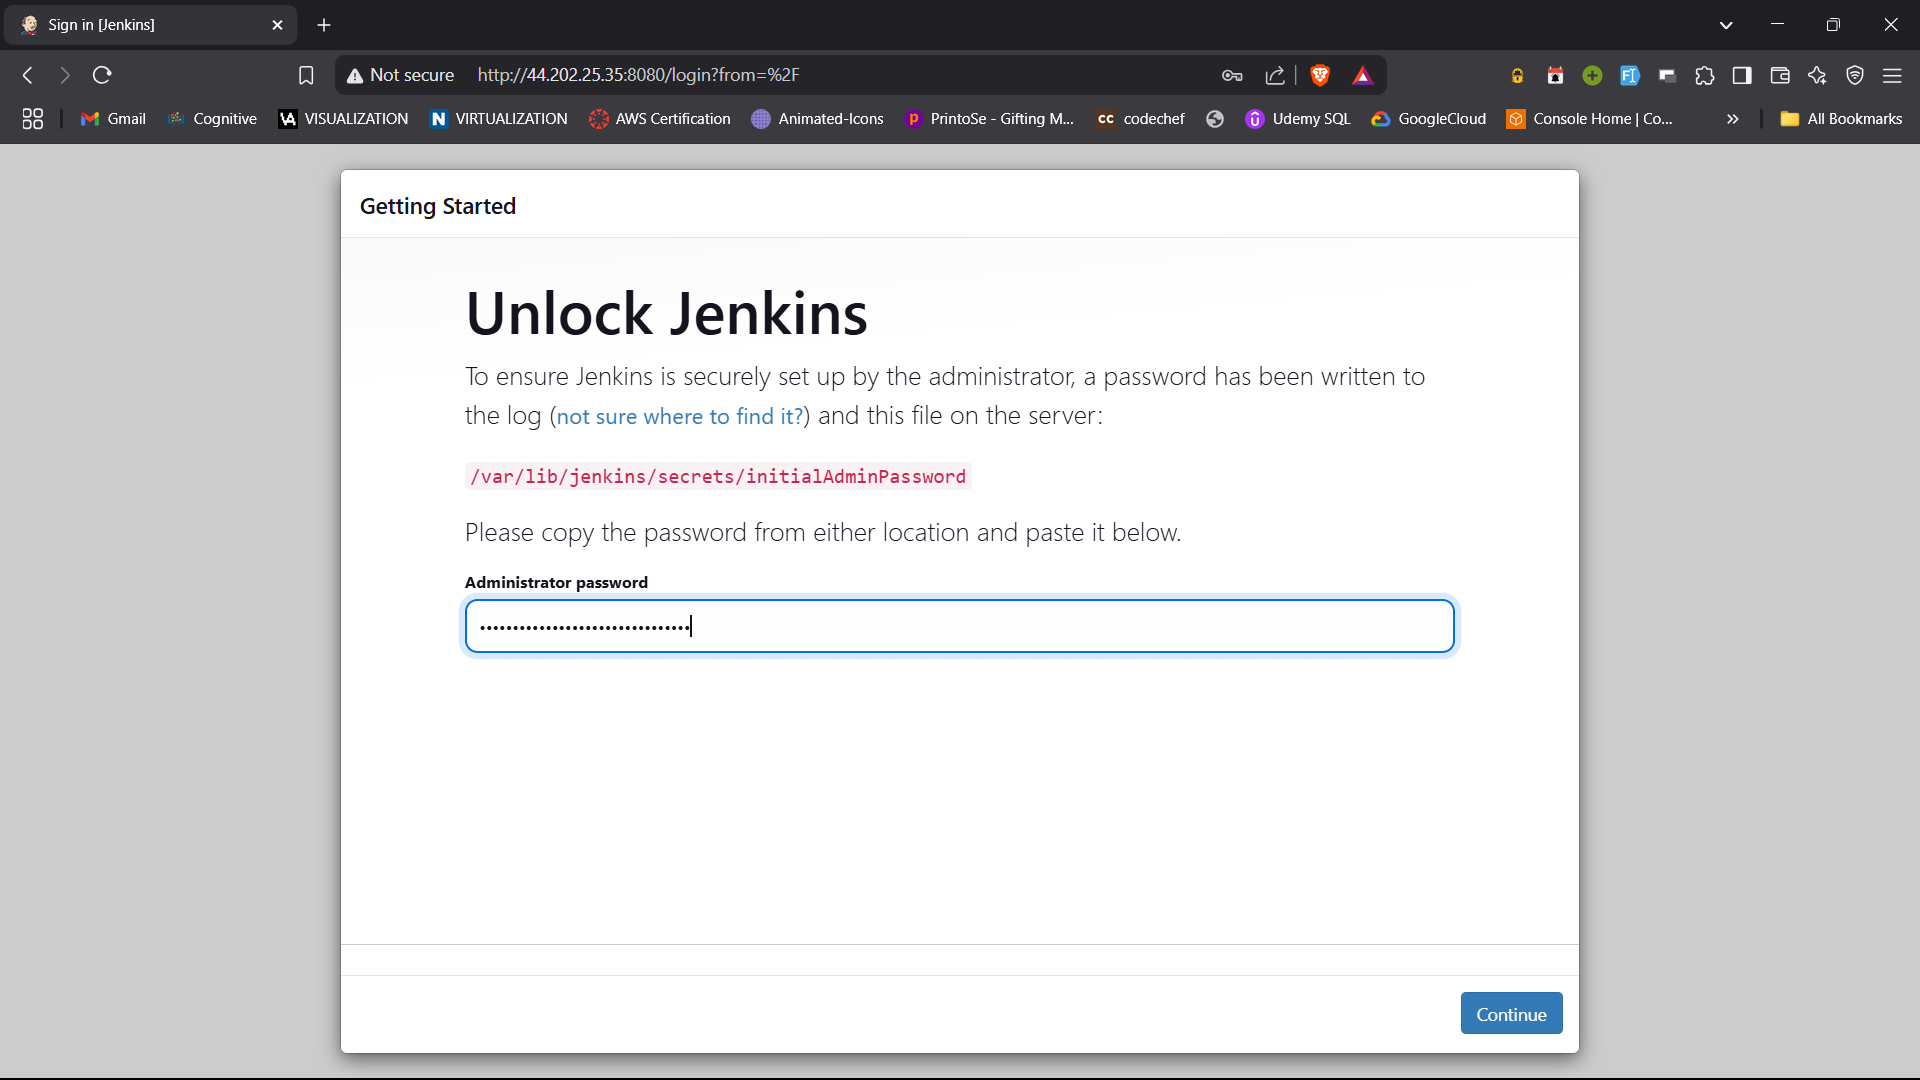 Sign in [Jenkins]
Not secure http://44.202.25.35:8080/login?from=%2F
Gmail Cognitive VISUALIZATION VIRTUALIZATION AWS Certification Animated-Icons PrintoSe - Gifting M... codechef Udemy SQL GoogleCloud Console Home | Co... » All Bookmarks
Getting Started
Unlock Jenkins
To ensure Jenkins is securely set up by the administrator, a password has been written to
the log (not sure where to find it?) and this file on the server:
/var/lib/jenkins/secrets/initialAdminPassword
Please copy the password from either location and paste it below.
Administrator password
Continue